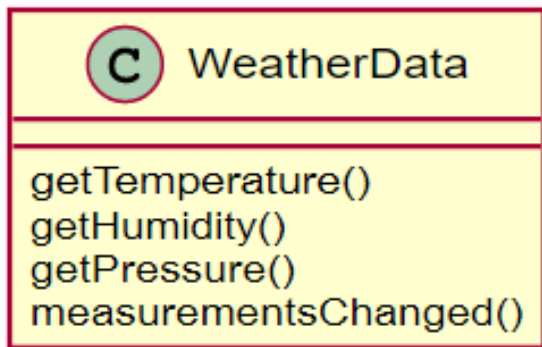 C WeatherData
getTemperature()
getHumidity()
getPressure()
measurementsChanged()